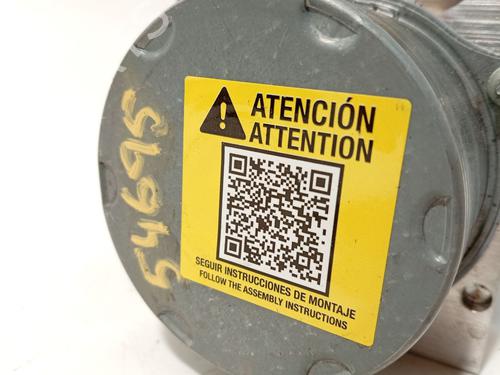 54695
ATENCIÓN
ATTENTION
SEGUIR INSTRUCCIONES DE MONTAJE
FOLLOW THE ASSEMBLY INSTRUCTIONS